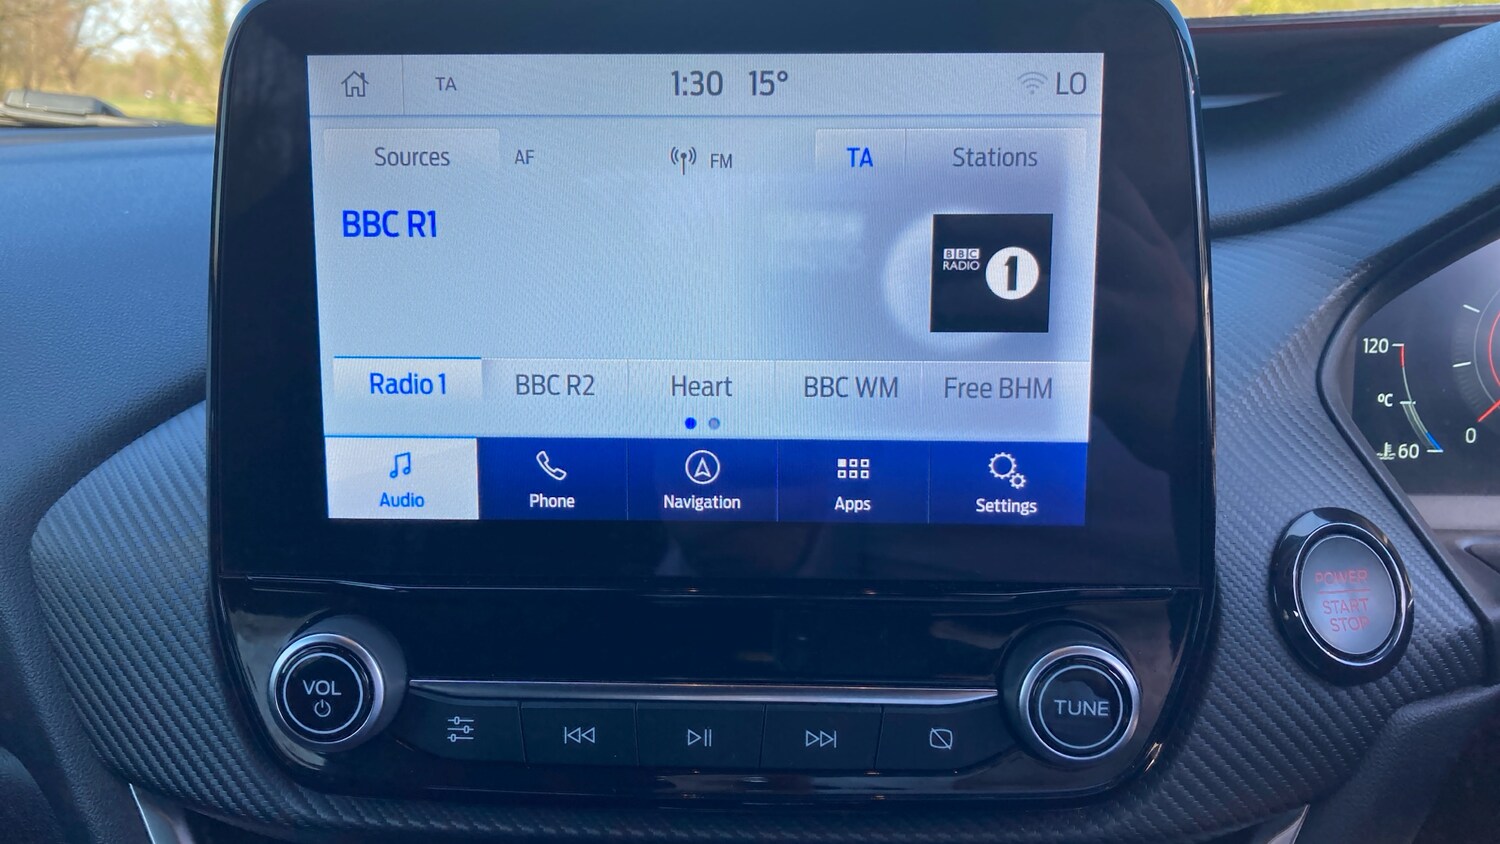 TA 1:30 15° LO
Sources AF FM TA Stations
BBC R1
BBC
RADIO 1
Radio 1 BBC R2 Heart BBC WM Free BHM
Audio Phone Navigation Apps Settings
120
°C
60
0
POWER
START
STOP
VOL
TUNE